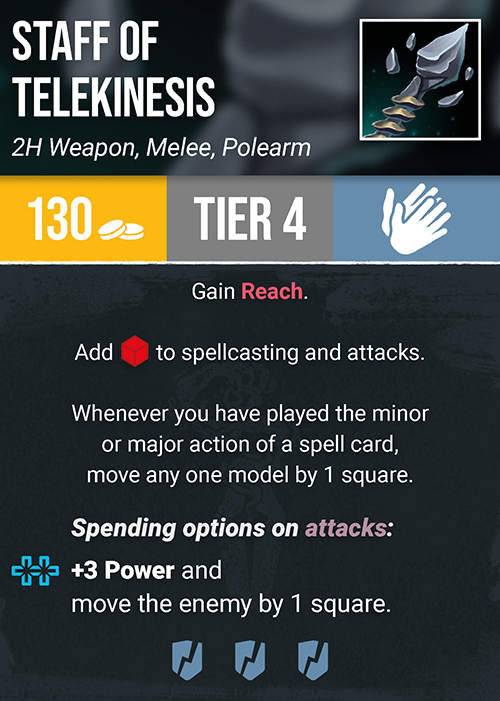 STAFF OF
TELEKINESIS
2H Weapon, Melee, Polearm
130
TIER 4
Gain Reach.
Add to spellcasting and attacks.
Whenever you have played the minor
or major action of a spell card,
move any one model by 1 square.
Spending options on attacks:
+3 Power and
move the enemy by 1 square.